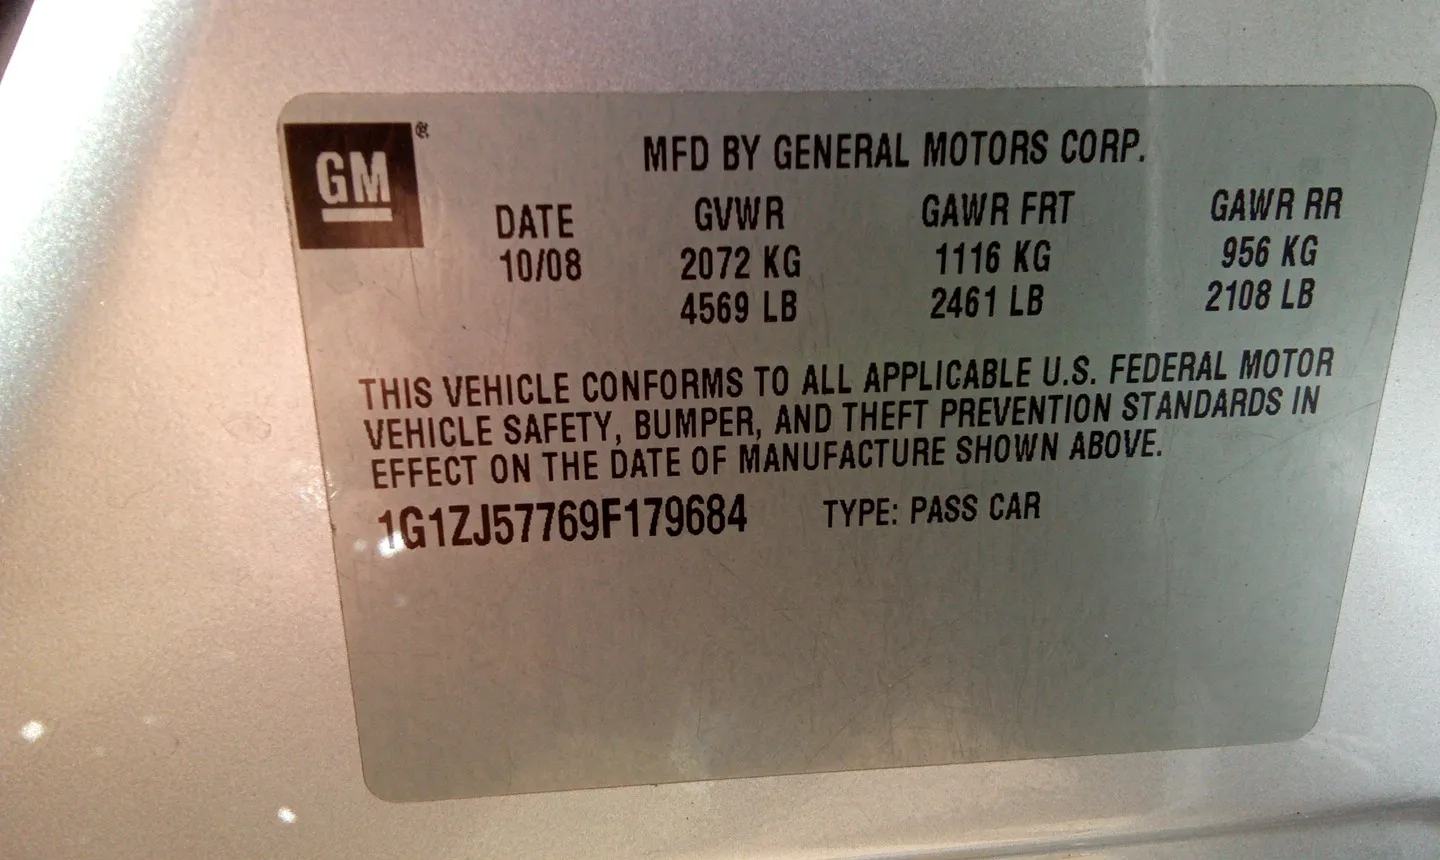 GM®
MFD BY GENERAL MOTORS CORP.
DATE GVWR GAWR FRT GAWR RR
10/08 2072 KG 1116 KG 956 KG
4569 LB 2461 LB 2108 LB
THIS VEHICLE CONFORMS TO ALL APPLICABLE U.S. FEDERAL MOTOR
VEHICLE SAFETY, BUMPER, AND THEFT PREVENTION STANDARDS IN
EFFECT ON THE DATE OF MANUFACTURE SHOWN ABOVE.
1G1ZJ57769F179684 TYPE: PASS CAR